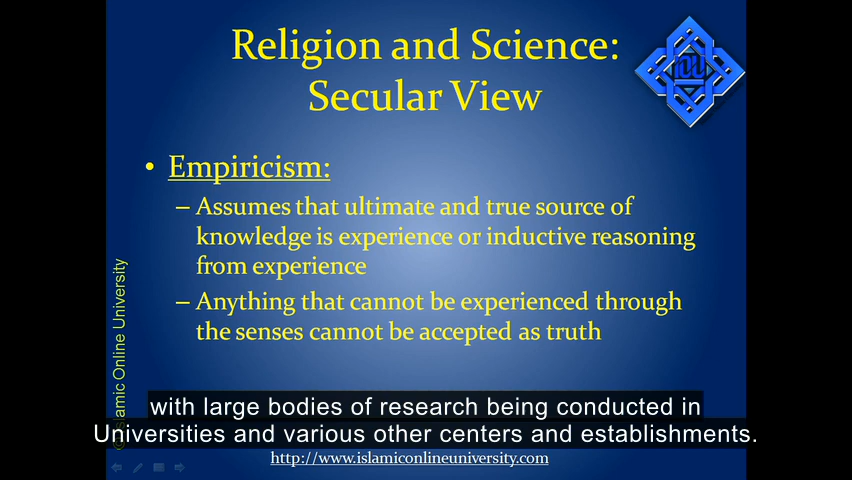 Religion and Science:
Secular View
• Empiricism:
– Assumes that ultimate and true source of
knowledge is experience or inductive reasoning
from experience
– Anything that cannot be experienced through
the senses cannot be accepted as truth
Islamic Online University
with large bodies of research being conducted in
Universities and various other centers and establishments.
http://www.islamiconlineuniversity.com
IOU